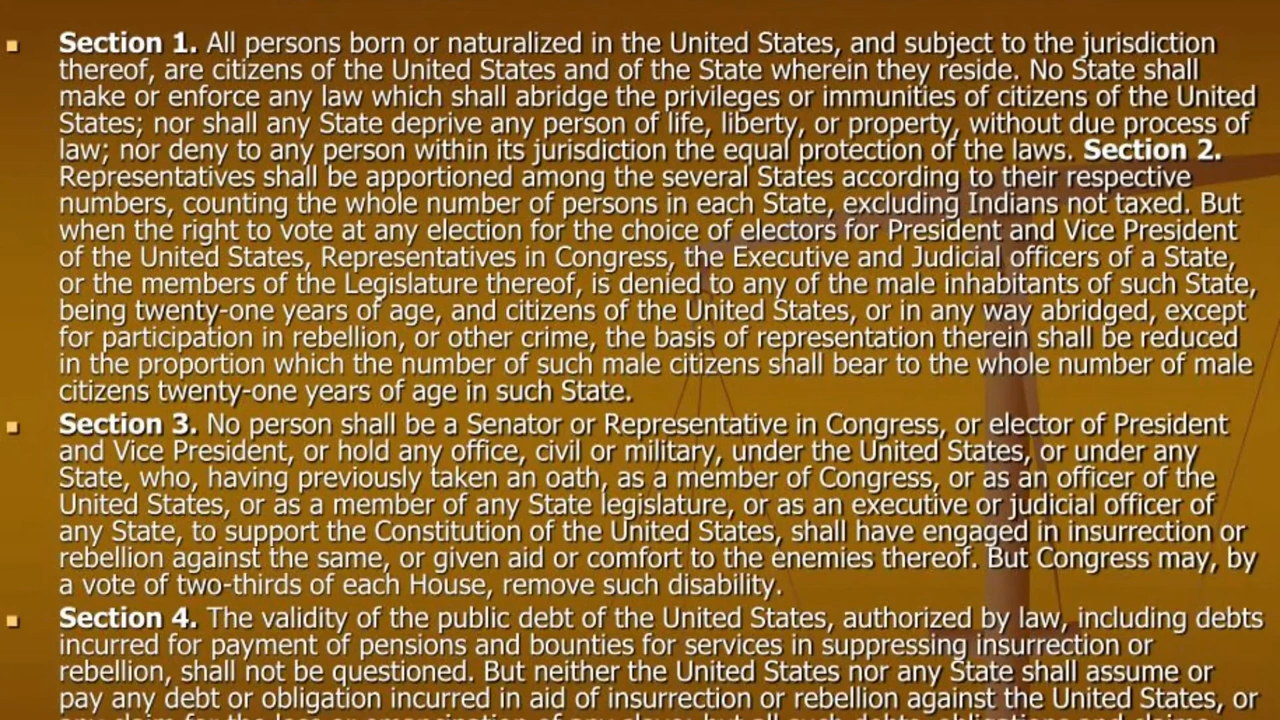 Section 1. All persons born or naturalized in the United States, and subject to the jurisdiction
thereof, are citizens of the United States and of the State wherein they reside. No State shall
make or enforce any law which shall abridge the privileges or immunities of citizens of the United
States; nor shall any State deprive any person of life, liberty, or property, without due process of
law; nor deny to any person within its jurisdiction the equal protection of the laws. Section 2.
Representatives shall be apportioned among the several States according to their respective
numbers, counting the whole number of persons in each State, excluding Indians not taxed. But
when the right to vote at any election for the choice of electors for President and Vice President
of the United States, Representatives in Congress, the Executive and Judicial officers of a State,
or the members of the Legislature thereof, is denied to any of the male inhabitants of such State,
being twenty-one years of age, and citizens of the United States, or in any way abridged, except
for participation in rebellion, or other crime, the basis of representation therein shall be reduced
in the proportion which the number of such male citizens shall bear to the whole number of male
citizens twenty-one years of age in such State.
Section 3. No person shall be a Senator or Representative in Congress, or elector of President
and Vice President, or hold any office, civil or military, under the United States, or under any
State, who, having previously taken an oath, as a member of Congress, or as an officer of the
United States, or as a member of any State legislature, or as an executive or judicial officer of
any State, to support the Constitution of the United States, shall have engaged in insurrection or
rebellion against the same, or given aid or comfort to the enemies thereof. But Congress may, by
a vote of two-thirds of each House, remove such disability.
Section 4. The validity of the public debt of the United States, authorized by law, including debts
incurred for payment of pensions and bounties for services in suppressing insurrection or
rebellion, shall not be questioned. But neither the United States nor any State shall assume or
pay any debt or obligation incurred in aid of insurrection or rebellion against the United States, or